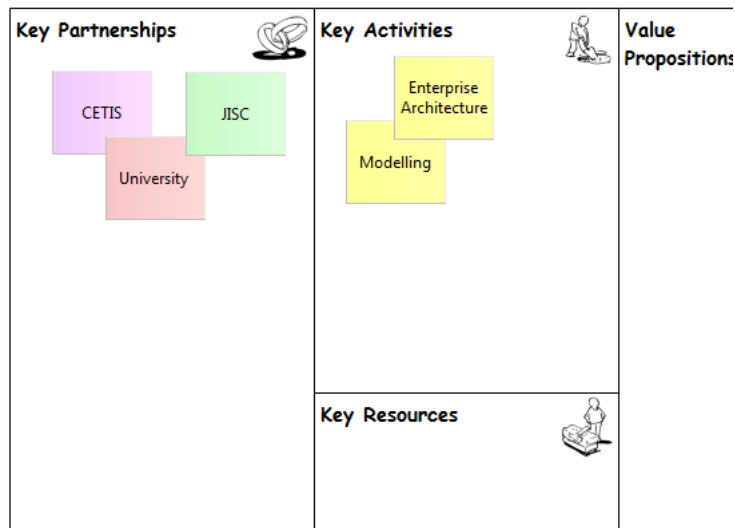 Key Partnerships
CETIS
JISC
University
Key Activities
Enterprise
Architecture
Modelling
Key Resources
Value
Propositions